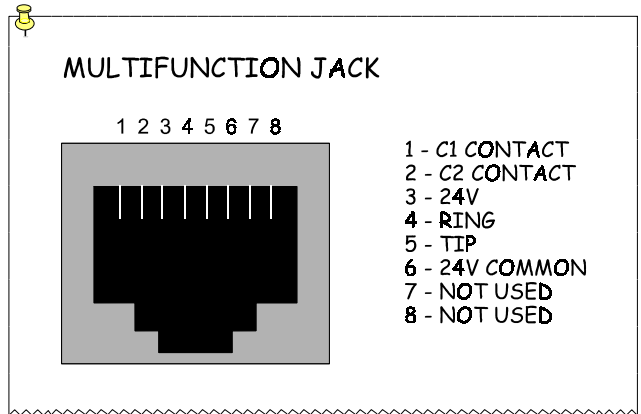 MULTIFUNCTION JACK
1 2 3 4 5 6 7 8
1 - C1 CONTACT
2 - C2 CONTACT
3 - 24V
4 - RING
5 - TIP
6 - 24V COMMON
7 - NOT USED
8 - NOT USED